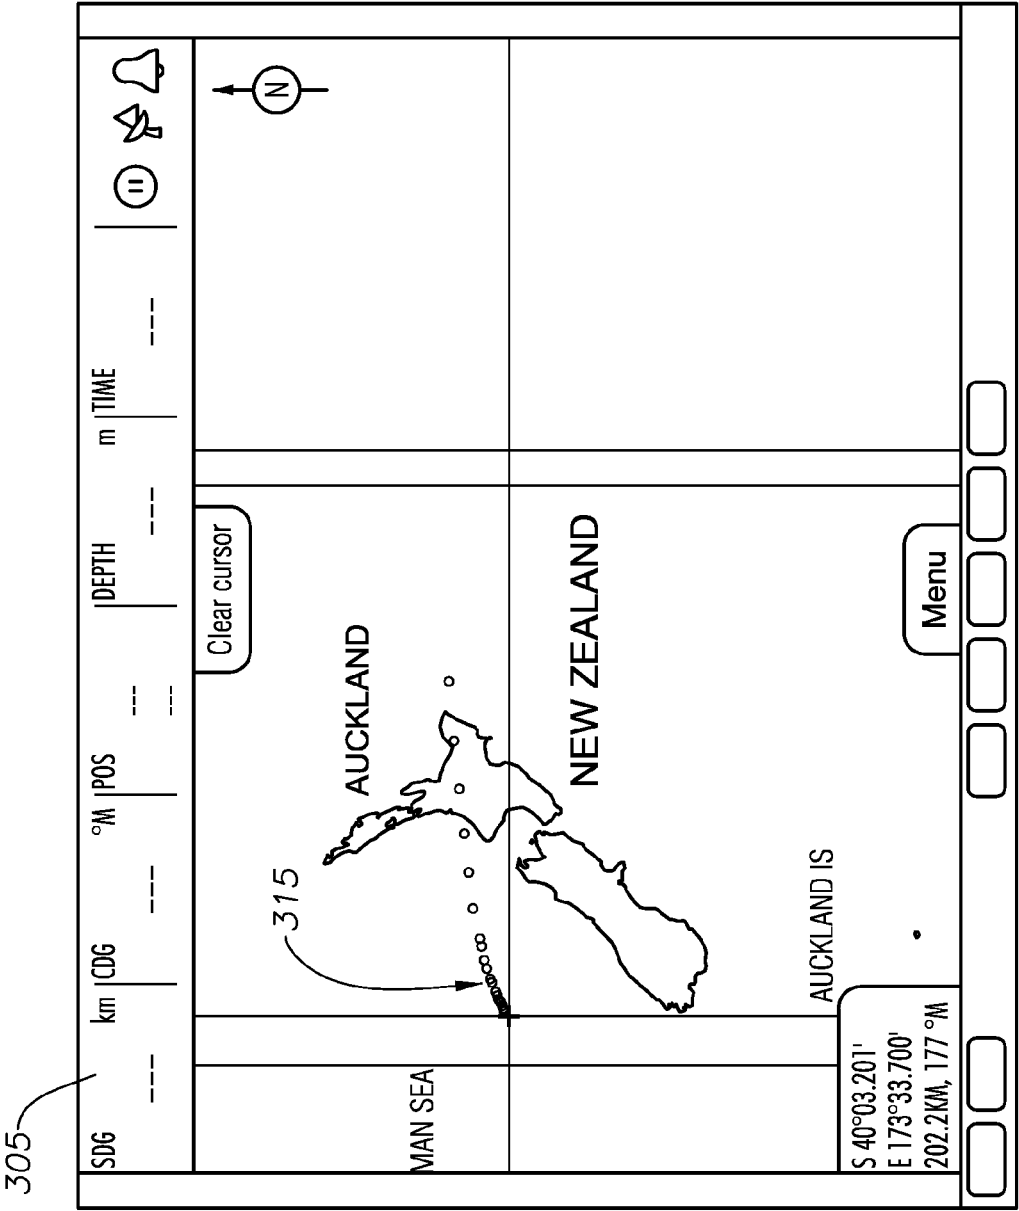 305
SDG
--- km
CDG
--- °M
POS
---
---
DEPTH
--- m
TIME
---
N
Clear cursor
AUCKLAND
315
NEW ZEALAND
MAN SEA
AUCKLAND IS
S 40°03.201'
E 173°33.700'
202.2KM, 177 °M
Menu